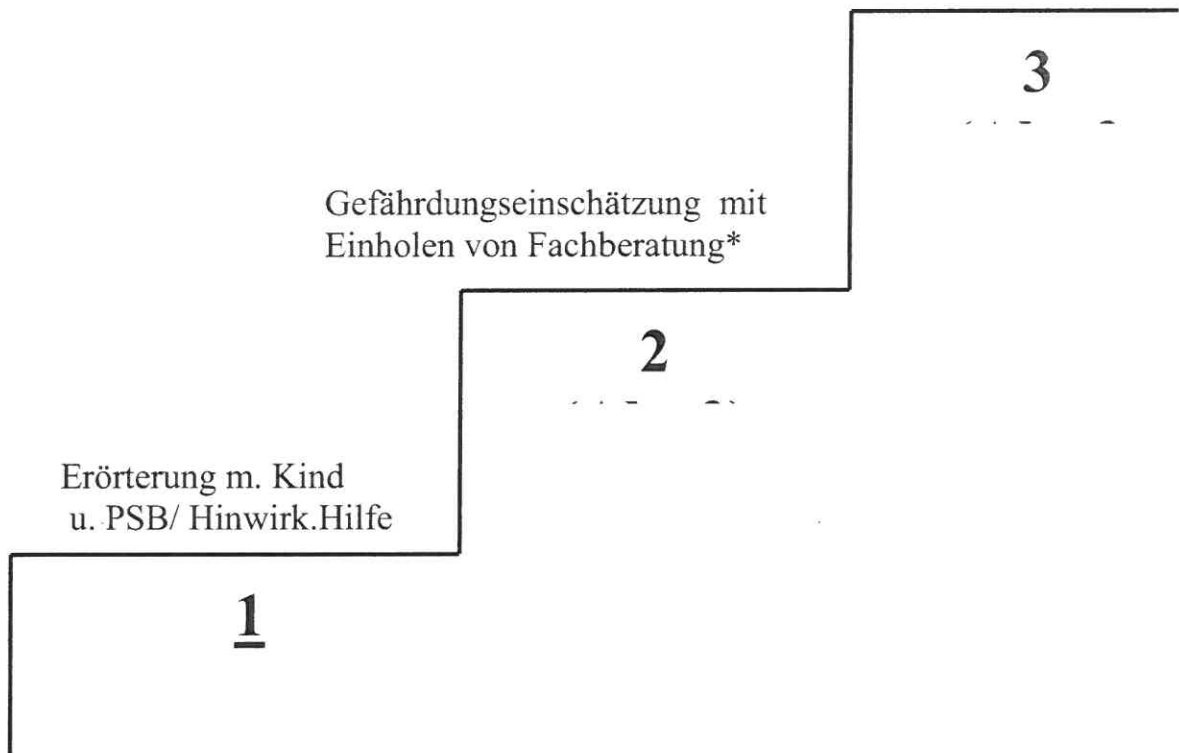 3
Gefährdungseinschätzung mit
Einholen von Fachberatung*
2
Erörterung m. Kind
u. PSB/ Hinwirk.Hilfe
1